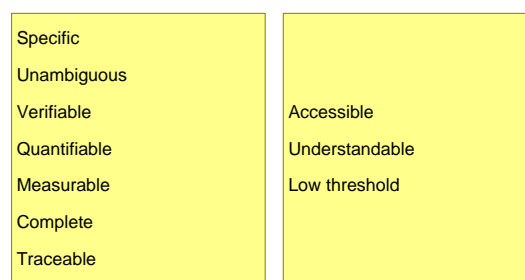 Specific
Unambiguous
Verifiable
Quantifiable
Measurable
Complete
Traceable
Accessible
Understandable
Low threshold